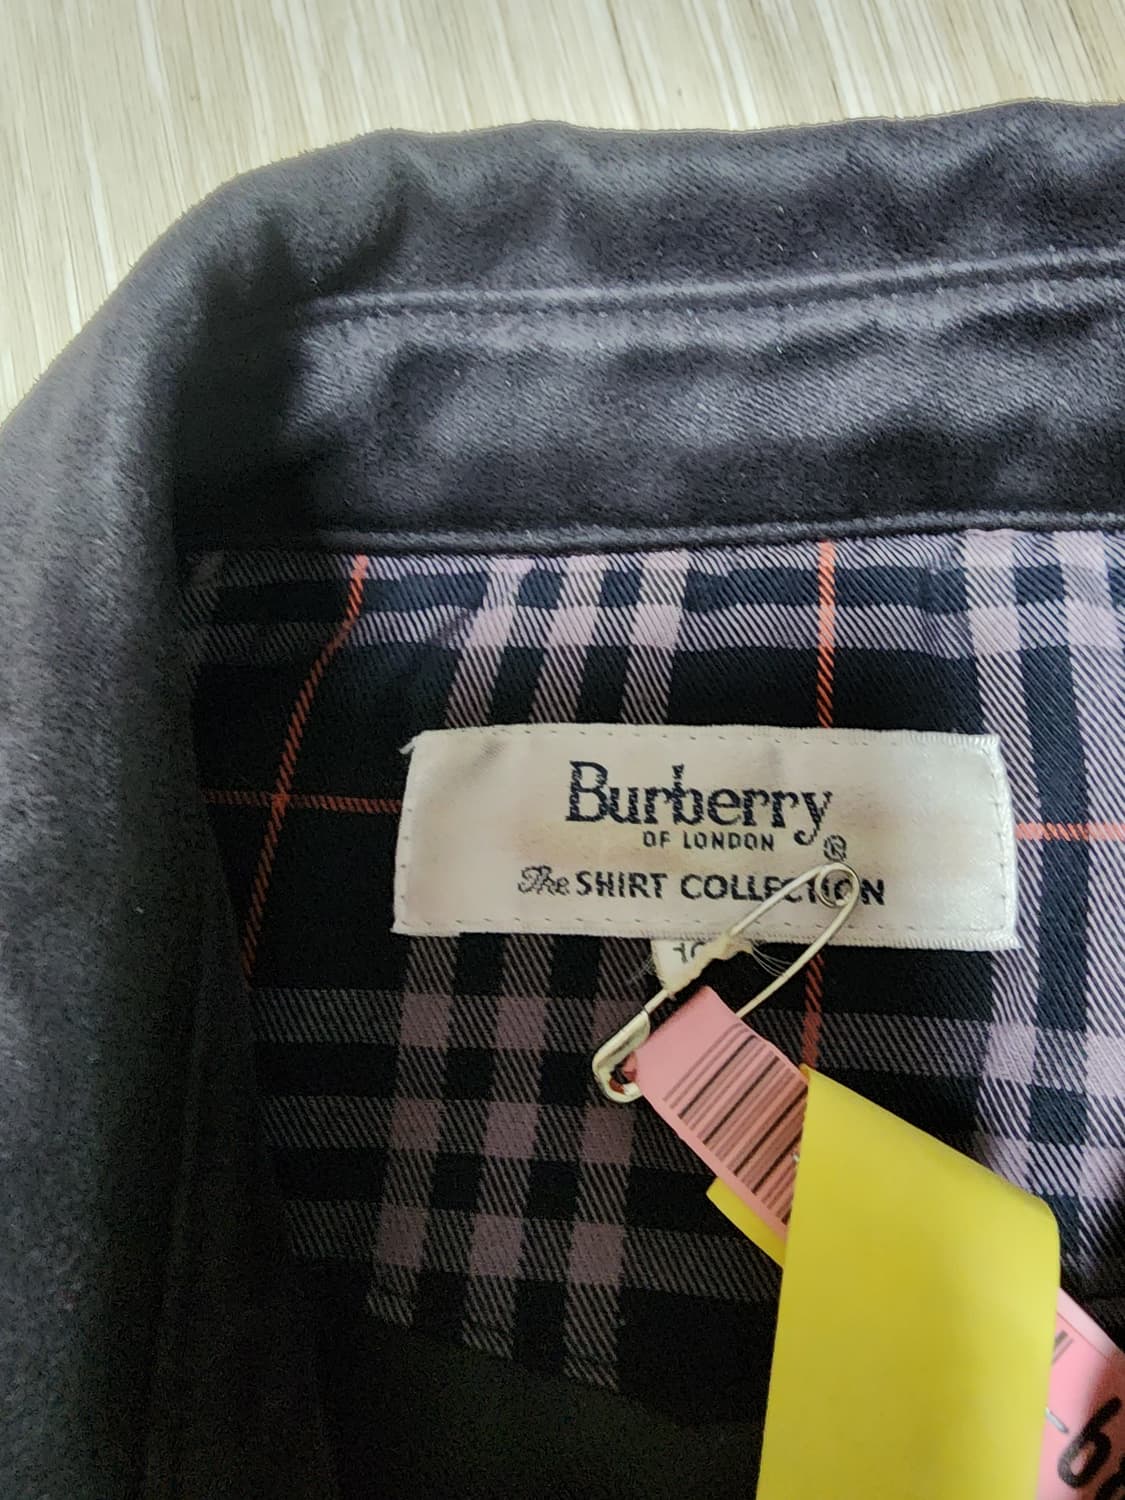 Burberry®
OF LONDON
The SHIRT COLLECTION